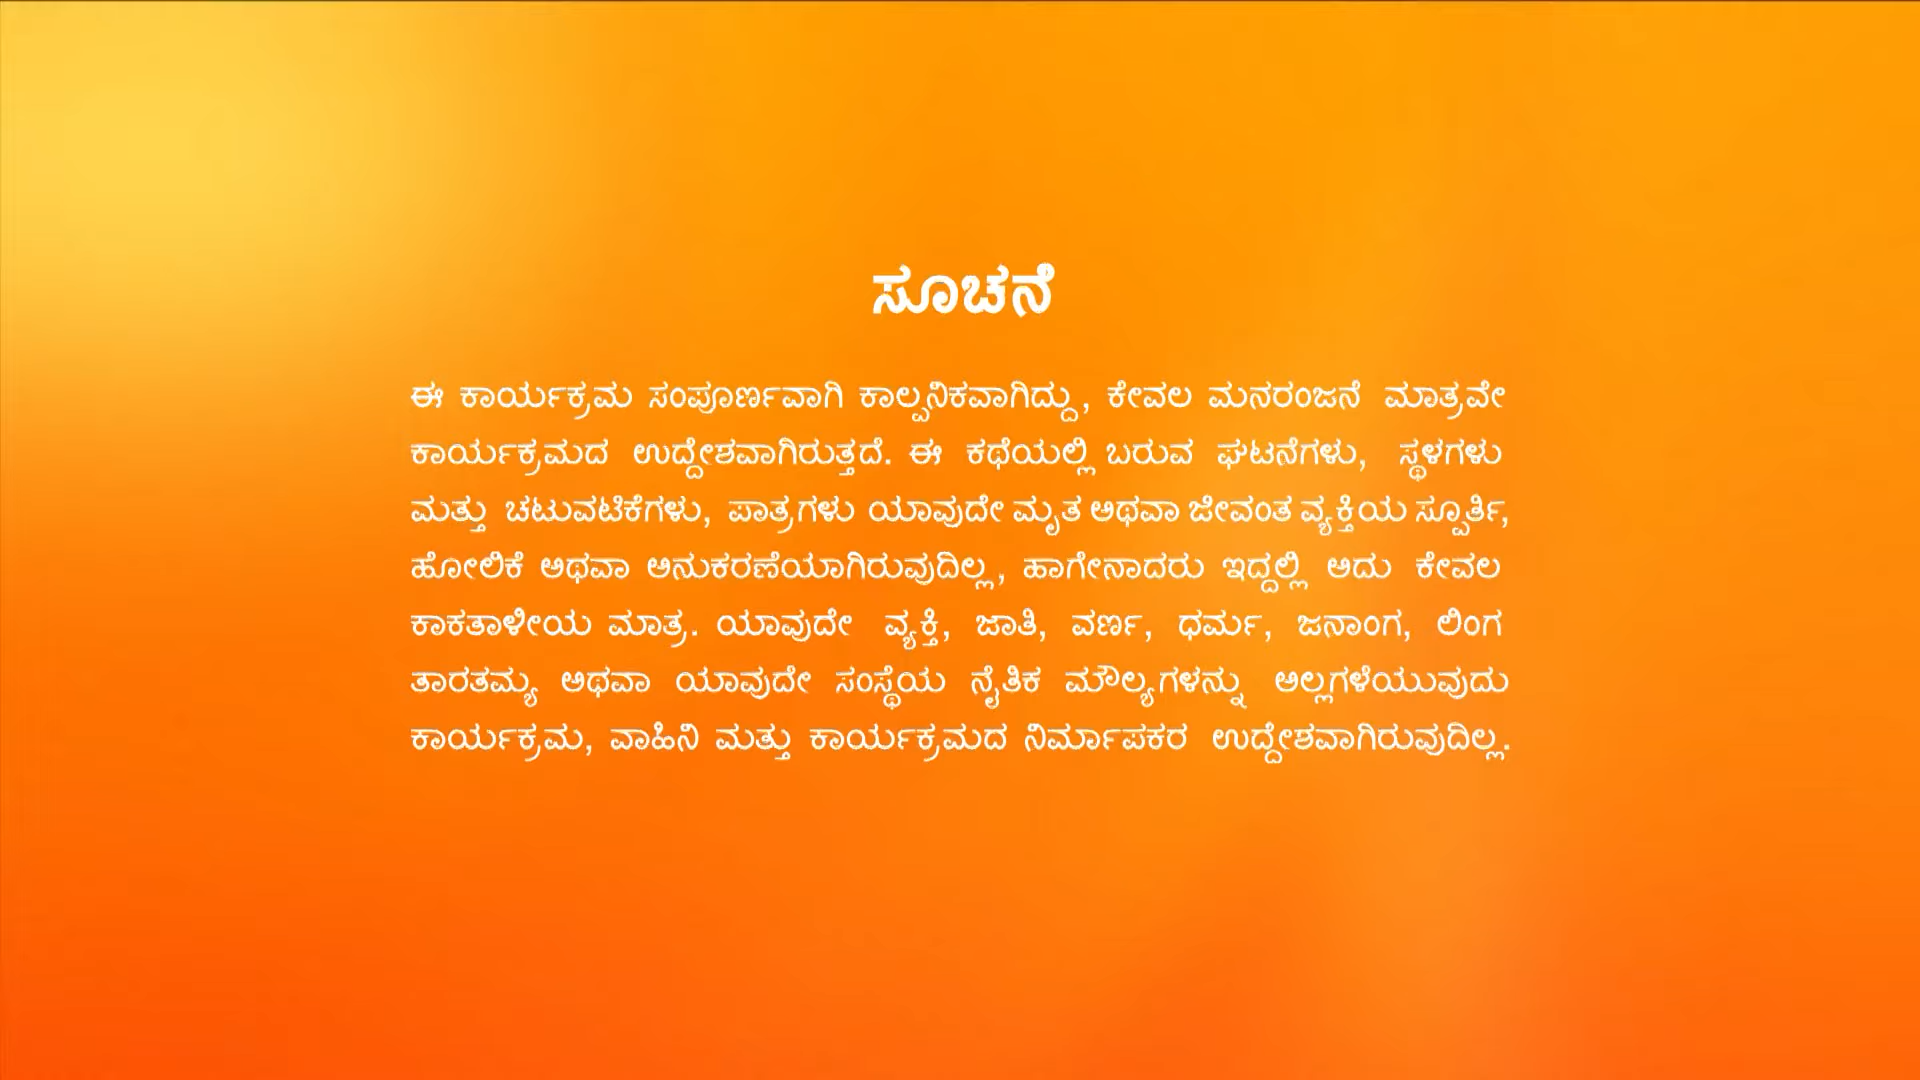 ಸೂಚನೆ
ಈ ಕಾರ್ಯಕ್ರಮ ಸಂಪೂರ್ಣವಾಗಿ ಕಾಲ್ಪನಿಕವಾಗಿದ್ದು, ಕೇವಲ ಮನರಂಜನೆ ಮಾತ್ರವೇ
ಕಾರ್ಯಕ್ರಮದ ಉದ್ದೇಶವಾಗಿರುತ್ತದೆ. ಈ ಕಥೆಯಲ್ಲಿ ಬರುವ ಘಟನೆಗಳು, ಸ್ಥಳಗಳು
ಮತ್ತು ಚಟುವಟಿಕೆಗಳು, ಪಾತ್ರಗಳು ಯಾವುದೇ ಮೃತ ಅಥವಾ ಜೀವಂತ ವ್ಯಕ್ತಿಯ ಸ್ಪೂರ್ತಿ,
ಹೋಲಿಕೆ ಅಥವಾ ಅನುಕರಣೆಯಾಗಿರುವುದಿಲ್ಲ, ಹಾಗೇನಾದರು ಇದ್ದಲ್ಲಿ ಅದು ಕೇವಲ
ಕಾಕತಾಳೀಯ ಮಾತ್ರ. ಯಾವುದೇ ವ್ಯಕ್ತಿ, ಜಾತಿ, ವರ್ಣ, ಧರ್ಮ, ಜನಾಂಗ, ಲಿಂಗ
ತಾರತಮ್ಯ ಅಥವಾ ಯಾವುದೇ ಸಂಸ್ಥೆಯ ನೈತಿಕ ಮೌಲ್ಯಗಳನ್ನು ಅಲ್ಲಗಳೆಯುವುದು
ಕಾರ್ಯಕ್ರಮ, ವಾಹಿನಿ ಮತ್ತು ಕಾರ್ಯಕ್ರಮದ ನಿರ್ಮಾಪಕರ ಉದ್ದೇಶವಾಗಿರುವುದಿಲ್ಲ.